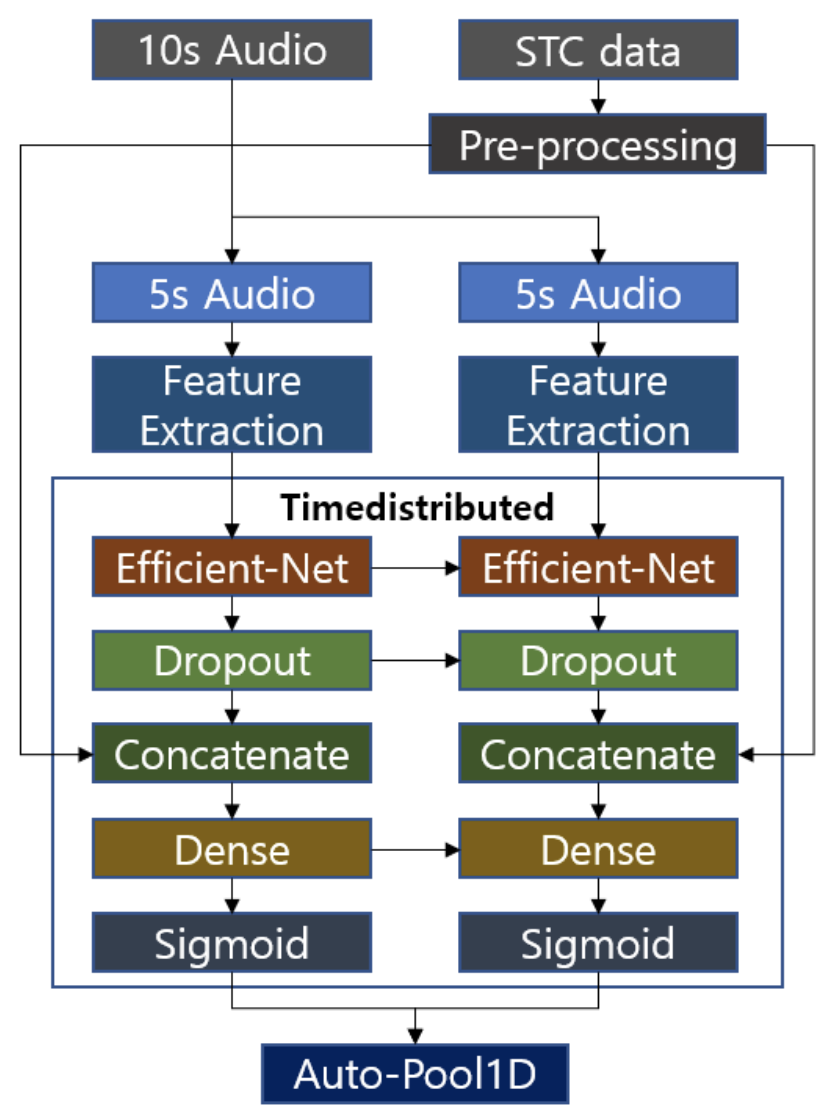 10s Audio
STC data
Pre-processing
5s Audio
5s Audio
Feature
Extraction
Feature
Extraction
Timedistributed
Efficient-Net
Efficient-Net
Dropout
Dropout
Concatenate
Concatenate
Dense
Dense
Sigmoid
Sigmoid
Auto-Pool1D